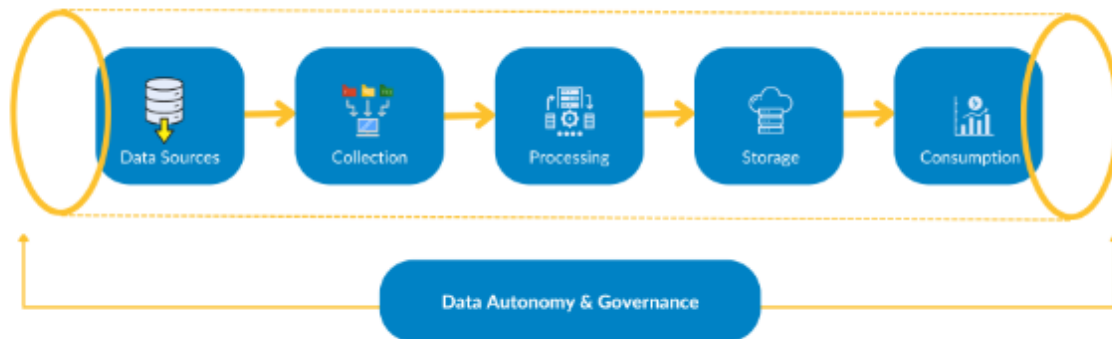 Data Sources
Collection
Processing
Storage
Consumption
Data Autonomy & Governance